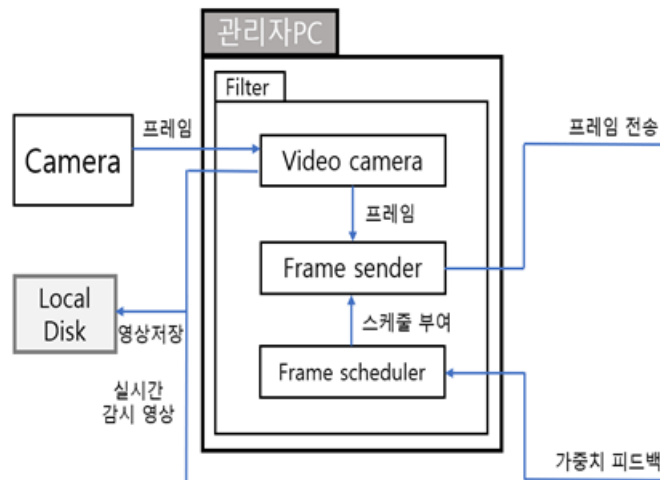 관리자PC
Filter
프레임
프레임 전송
Camera
Video camera
프레임
Frame sender
Local
Disk
영상저장
스케줄 부여
Frame scheduler
실시간
감시 영상
가중치 피드백